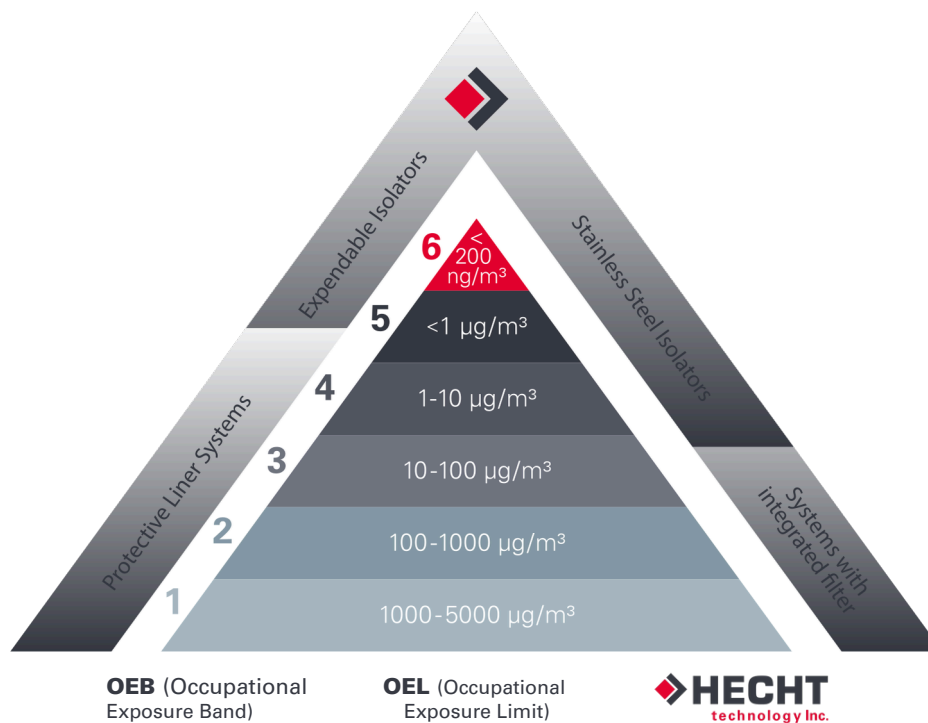 Expendable Isolators
Stainless Steel Isolators
Protective Liner Systems
Systems with
integrated filter
6
<
200
ng/m³
5
<1 µg/m³
4
1-10 µg/m³
3
10-100 µg/m³
2
100-1000 µg/m³
1
1000-5000 µg/m³
OEB (Occupational
Exposure Band)
OEL (Occupational
Exposure Limit)
HECHT
technology Inc.